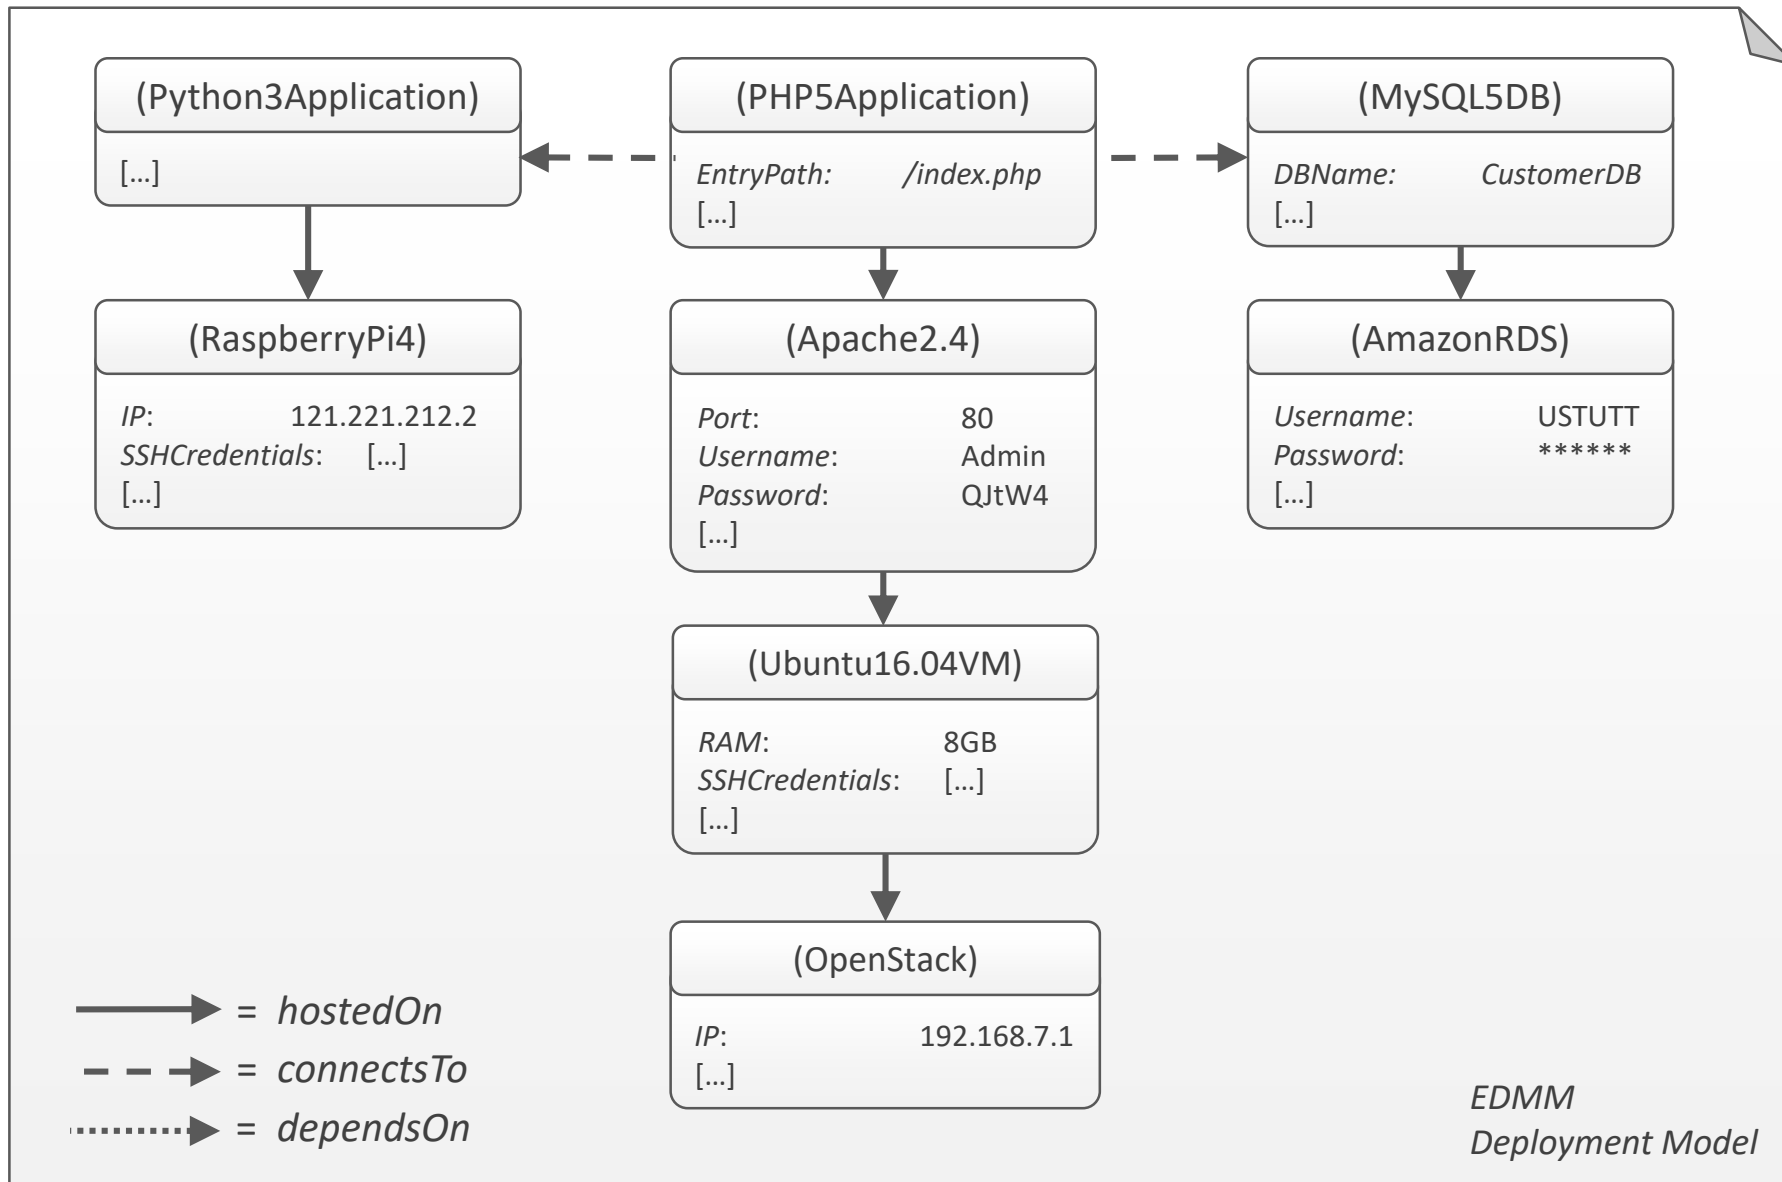 (Python3Application)
[...]
(PHP5Application)
EntryPath: /index.php
[...]
(MySQL5DB)
DBName: CustomerDB
[...]
(RaspberryPi4)
IP: 121.221.212.2
SSHCredentials: [...]
[...]
(Apache2.4)
Port: 80
Username: Admin
Password: QJtW4
[...]
(AmazonRDS)
Username: USTUTT
Password: ******
[...]
(Ubuntu16.04VM)
RAM: 8GB
SSHCredentials: [...]
[...]
(OpenStack)
IP: 192.168.7.1
[...]
= hostedOn
= connectsTo
= dependsOn
EDMM
Deployment Model